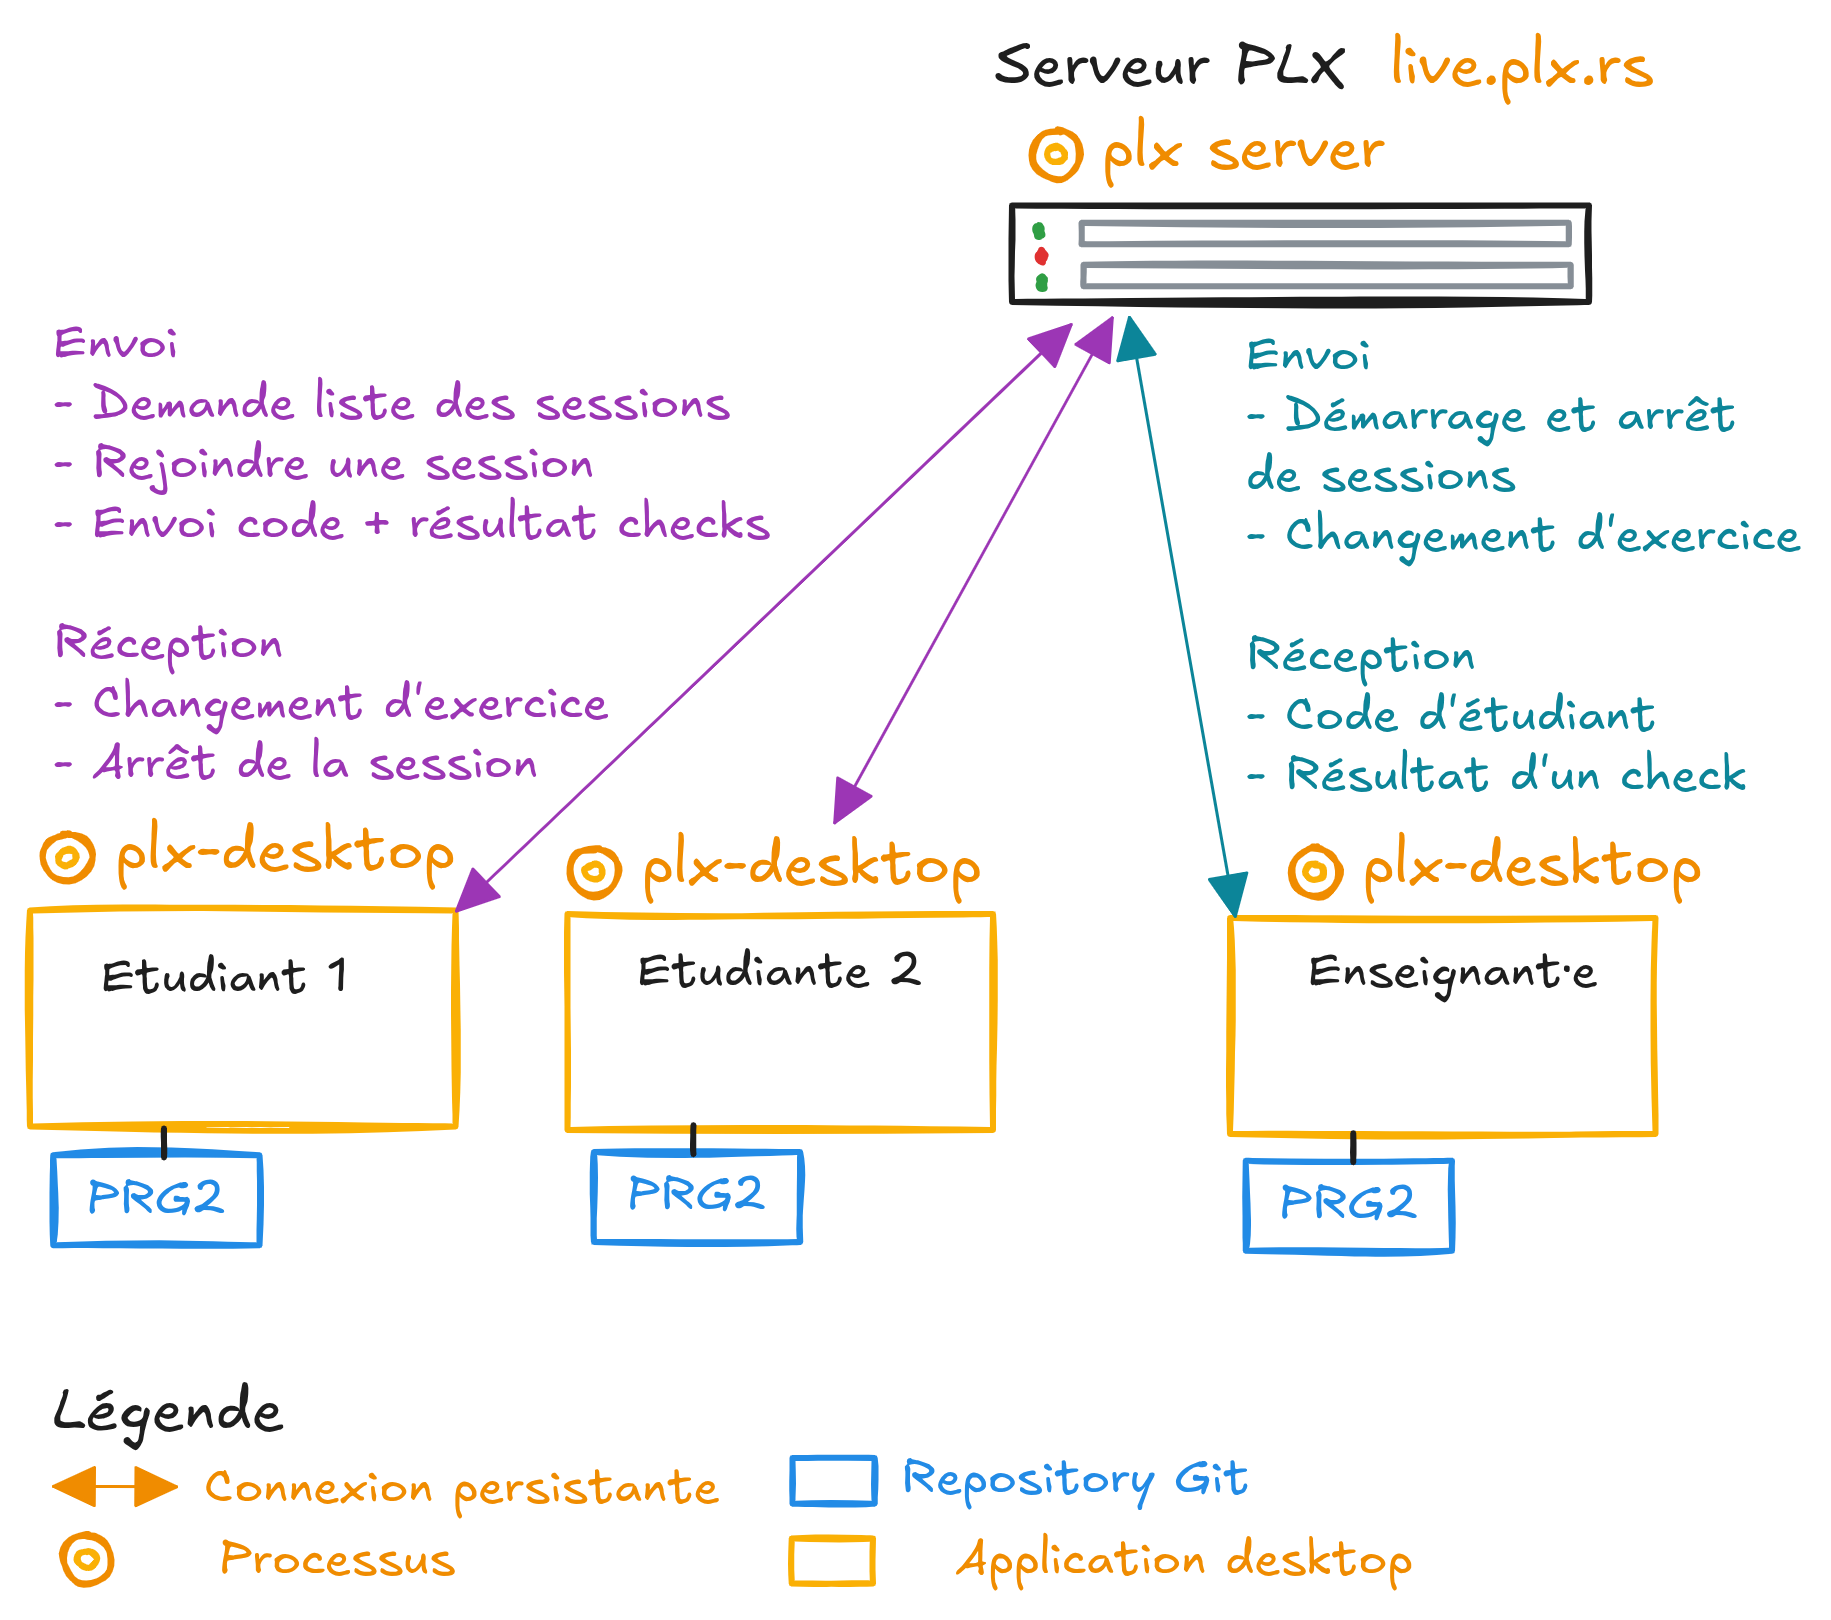 Serveur PLX live.plx.rs
plx server
Envoi
- Demande liste des sessions
- Rejoindre une session
- Envoi code + résultat checks
Réception
- Changement d'exercice
- Arrêt de la session
Envoi
- Démarrage et arrêt
de sessions
- Changement d'exercice
Réception
- Code d'étudiant
- Résultat d'un check
plx-desktop
Etudiant 1
PRG2
plx-desktop
Etudiante 2
PRG2
plx-desktop
Enseignant·e
PRG2
Légende
Connexion persistante
Repository Git
Processus
Application desktop